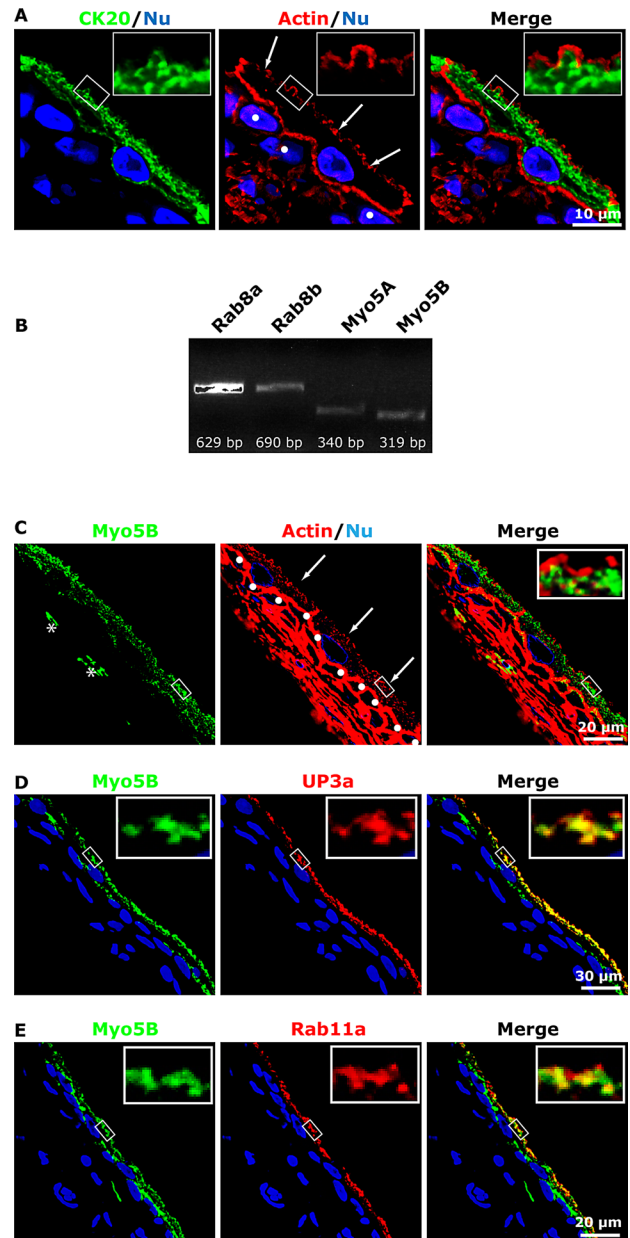 A CK20/Nu Actin/Nu Merge
10 µm
B Rab8a Rab8b Myo5A Myo5B
629 bp 690 bp 340 bp 319 bp
C Myo5B Actin/Nu Merge
* *
20 µm
D Myo5B UP3a Merge
30 µm
E Myo5B Rab11a Merge
20 µm